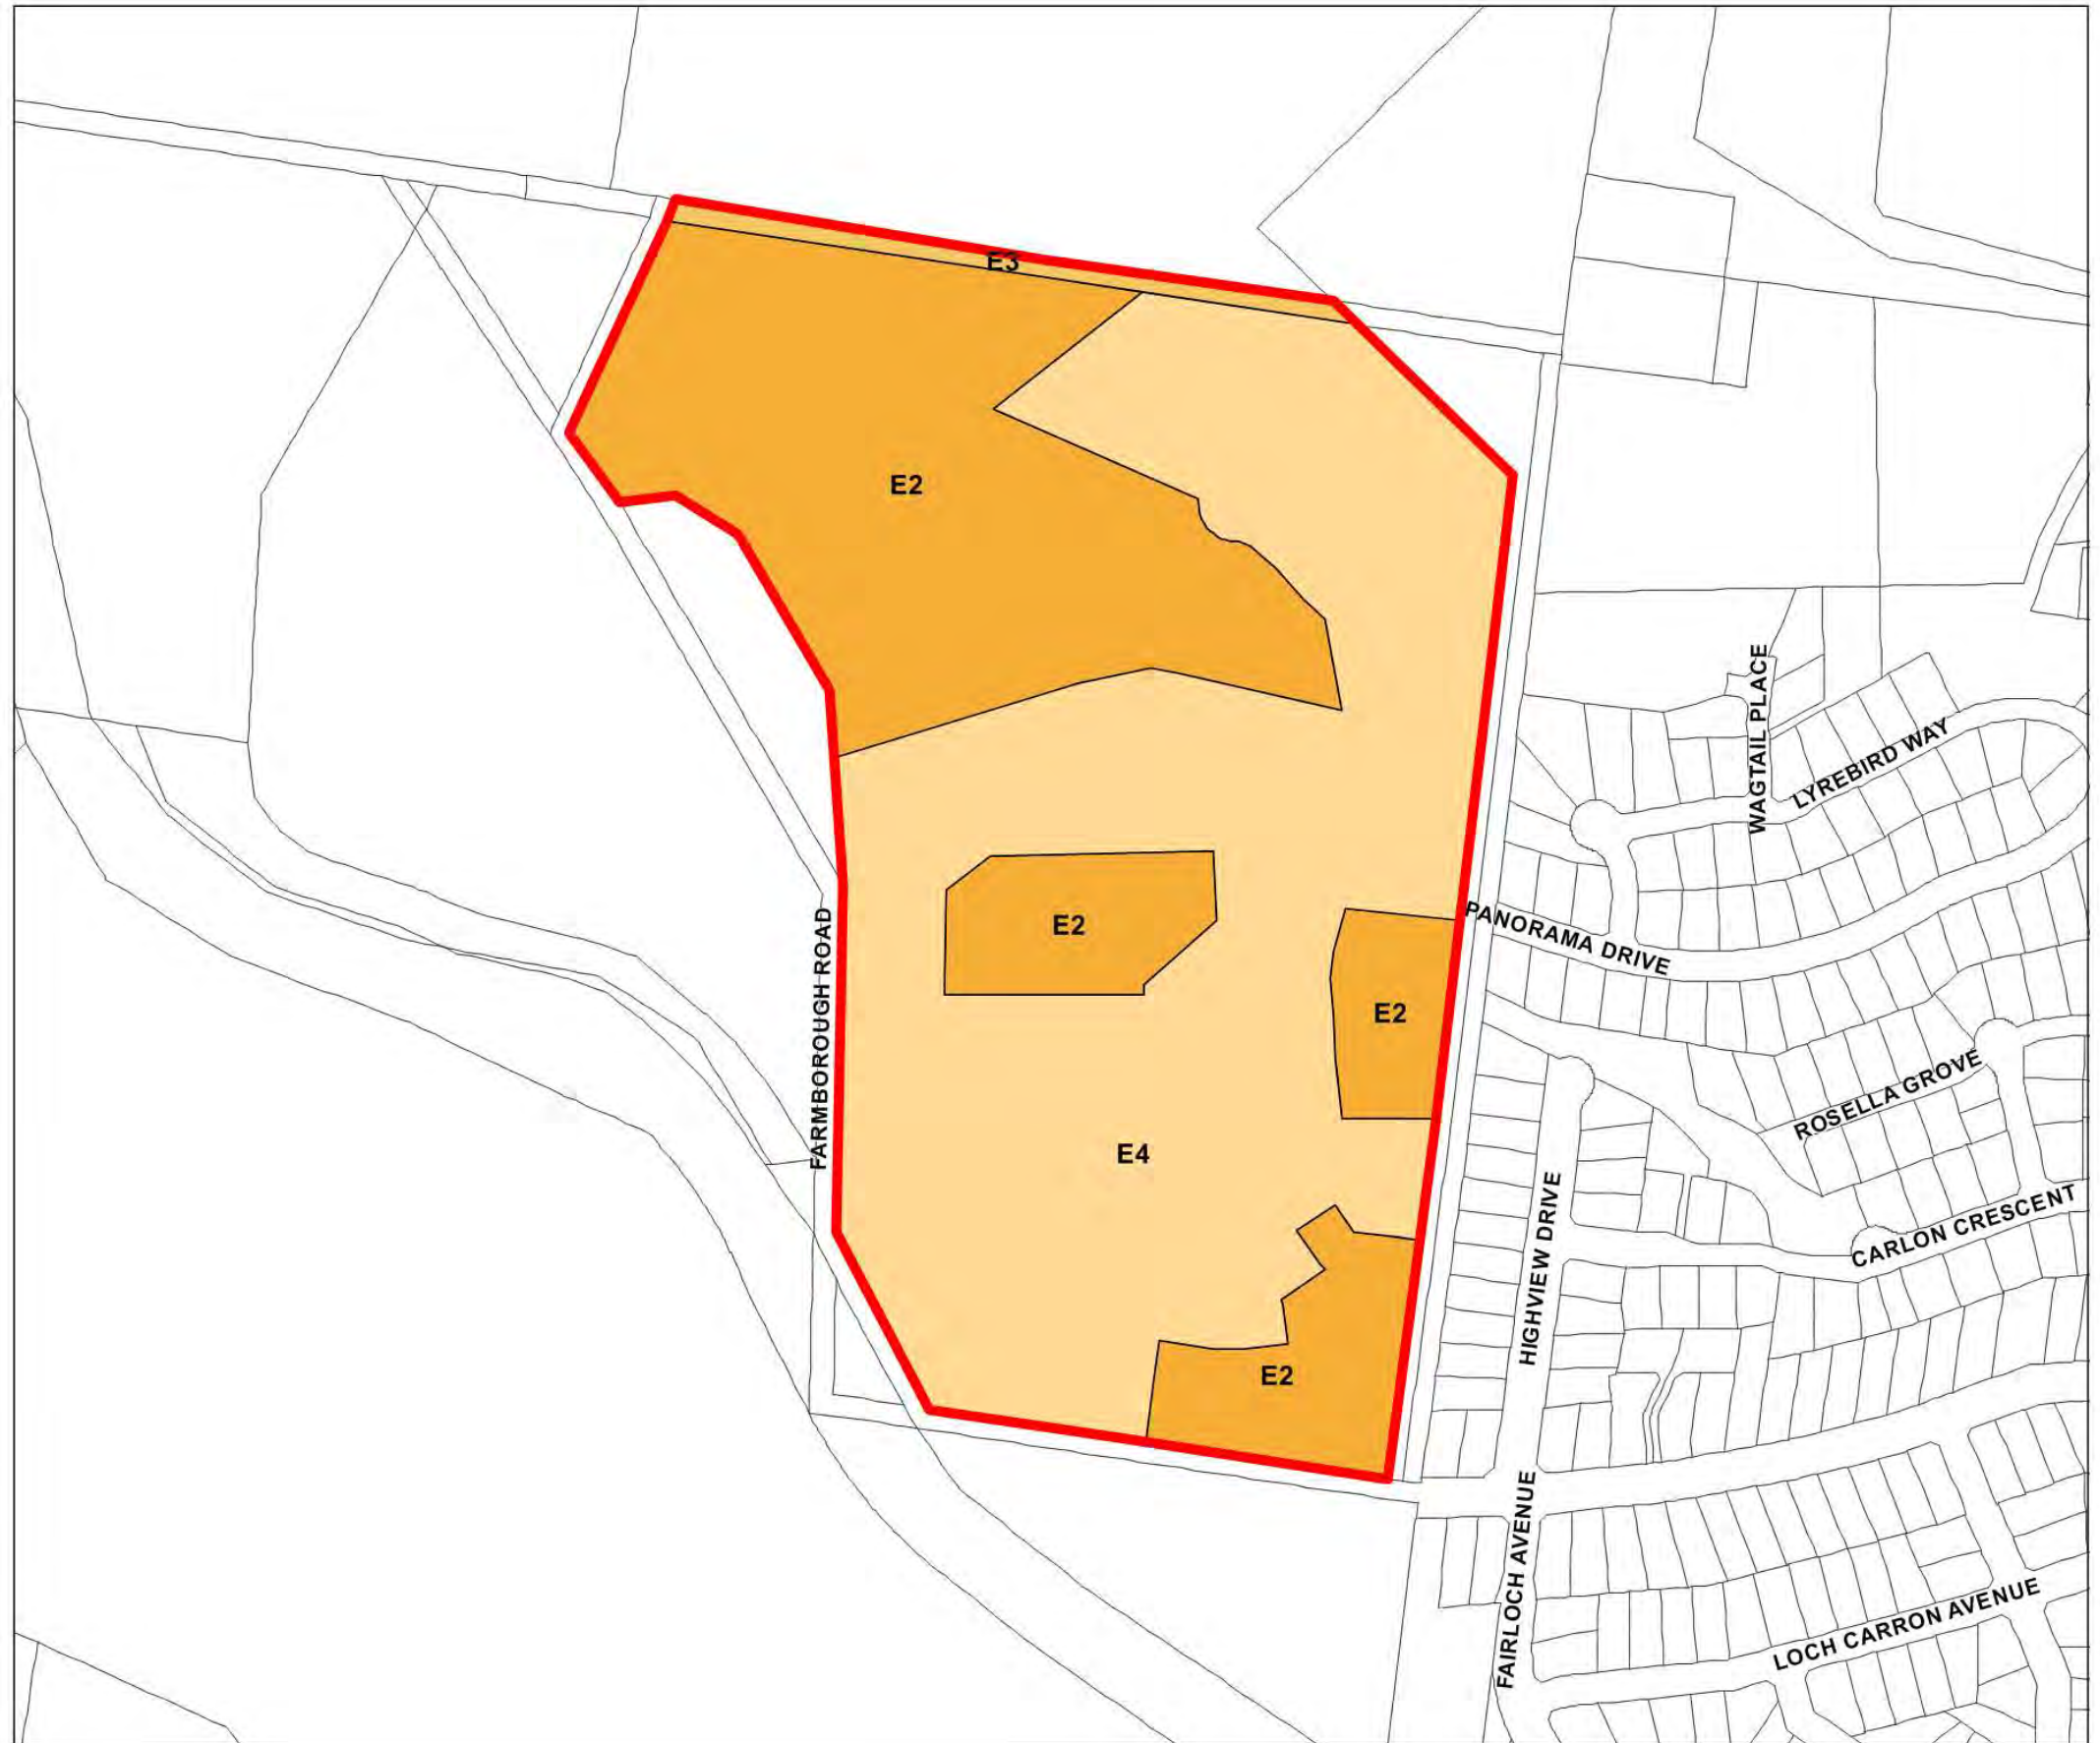 E3
E2
WAGTAIL PLACE
LYREBIRD WAY
E2
PANORAMA DRIVE
FARMBOROUGH ROAD
E2
ROSELLA GROVE
E4
CARLON CRESCENT
HIGHVIEW DRIVE
E2
FAIRLOCH AVENUE
LOCH CARRON AVENUE